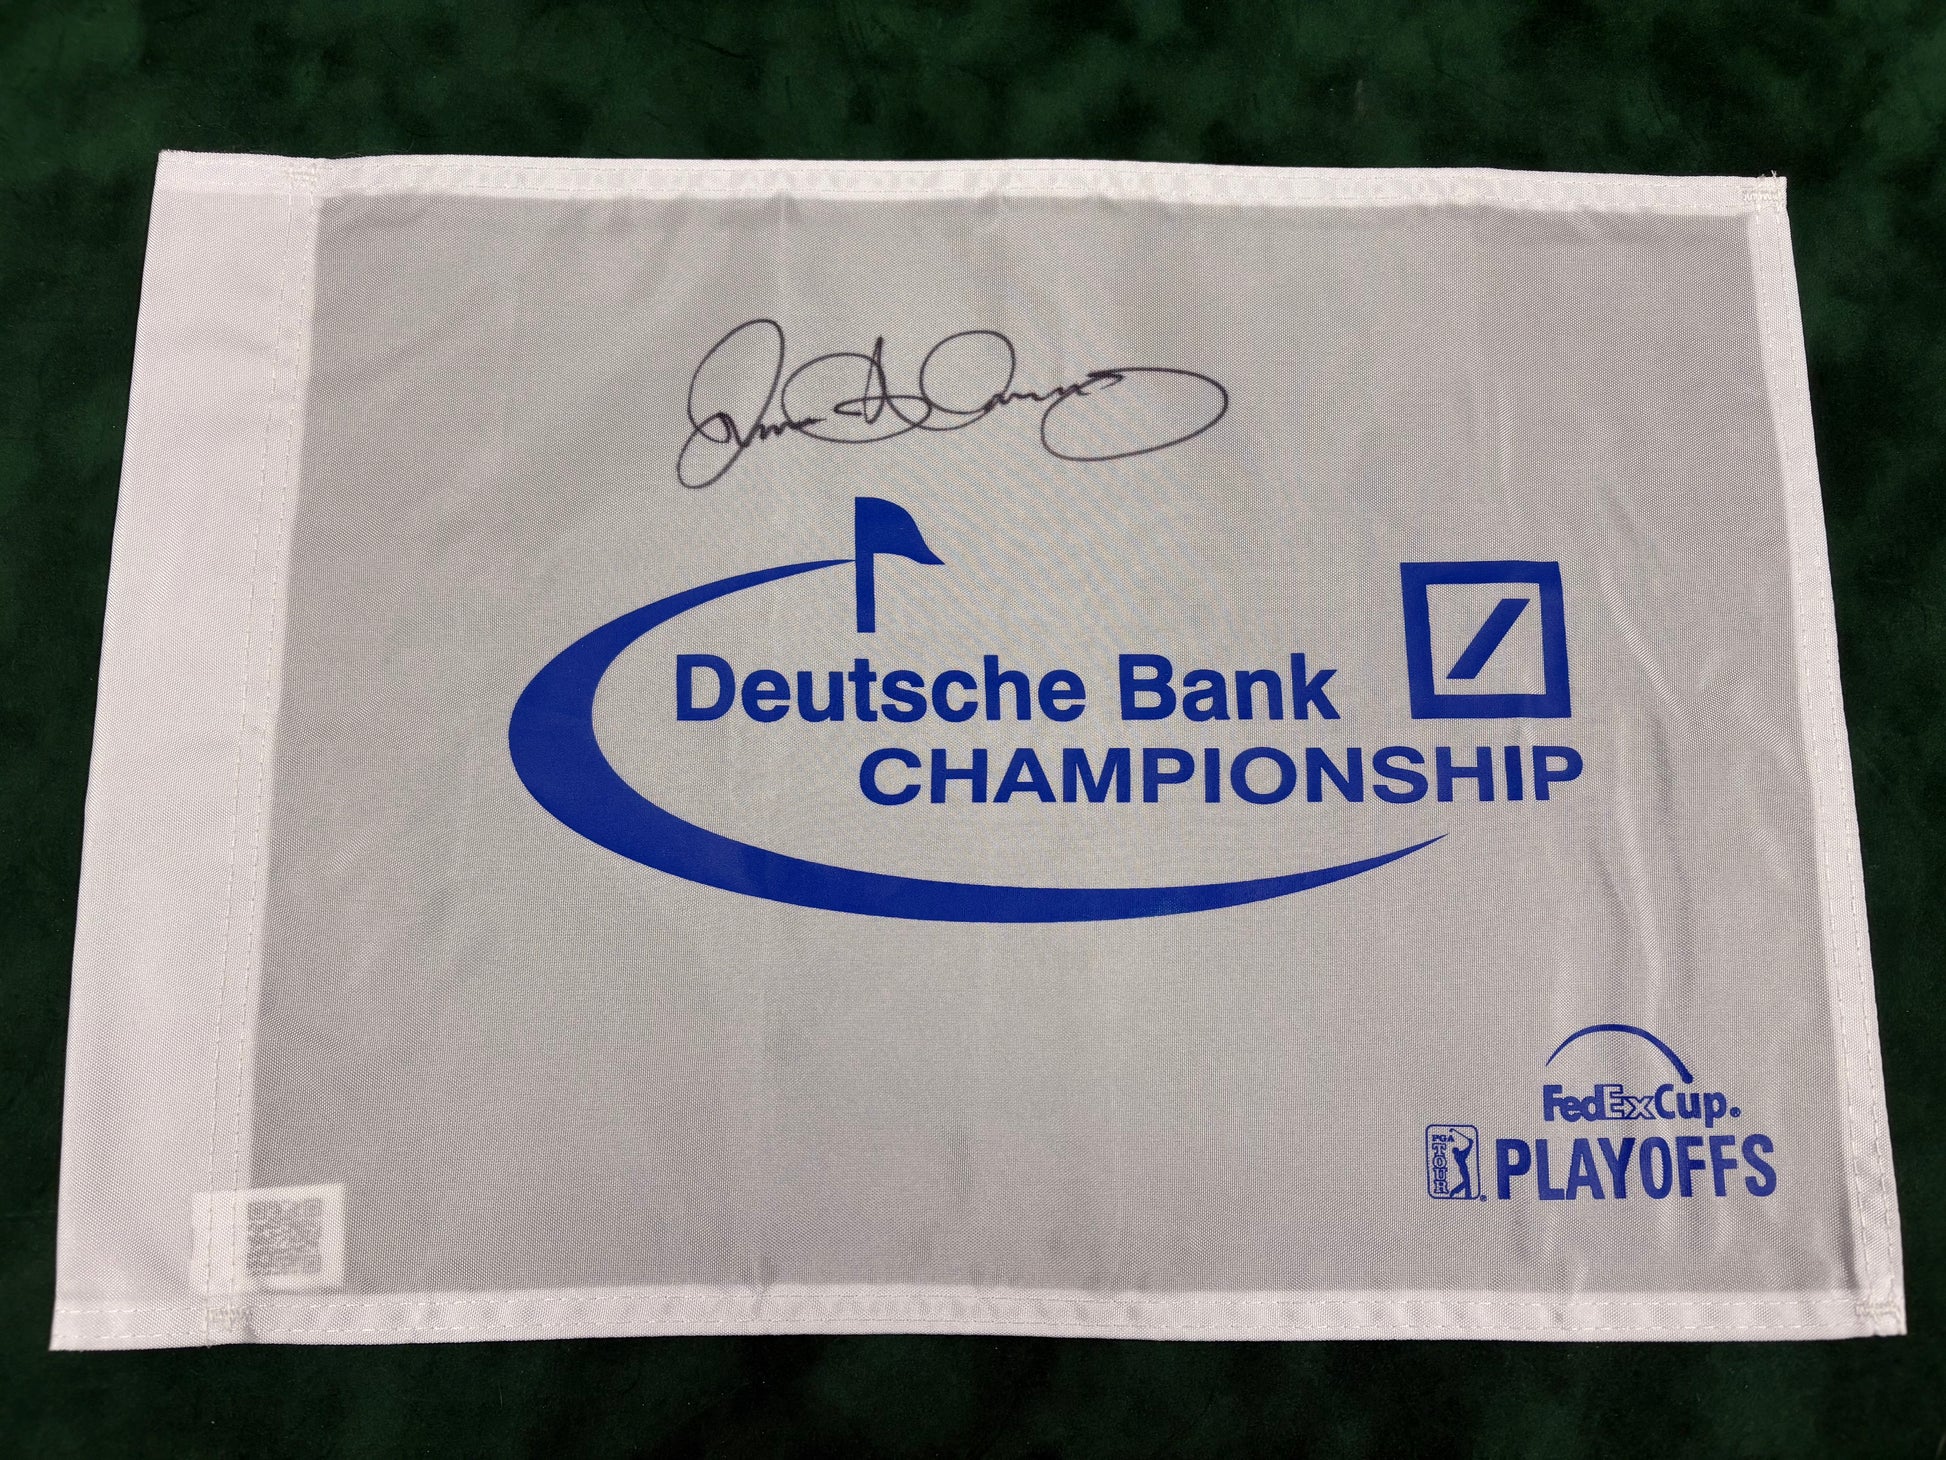 Deutsche Bank
CHAMPIONSHIP
FedExCup®
PGA TOUR® PLAYOFFS